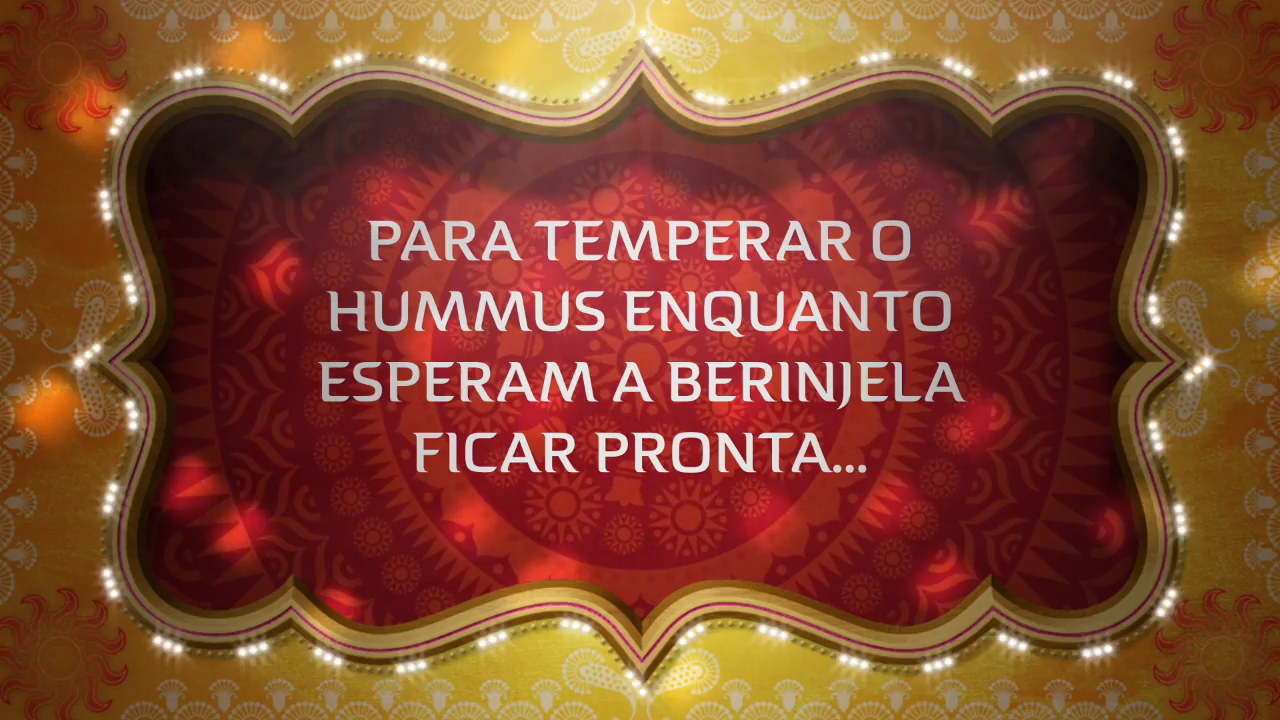 PARA TEMPERAR O
HUMMUS ENQUANTO
ESPERAM A BERINJELA
FICAR PRONTA...